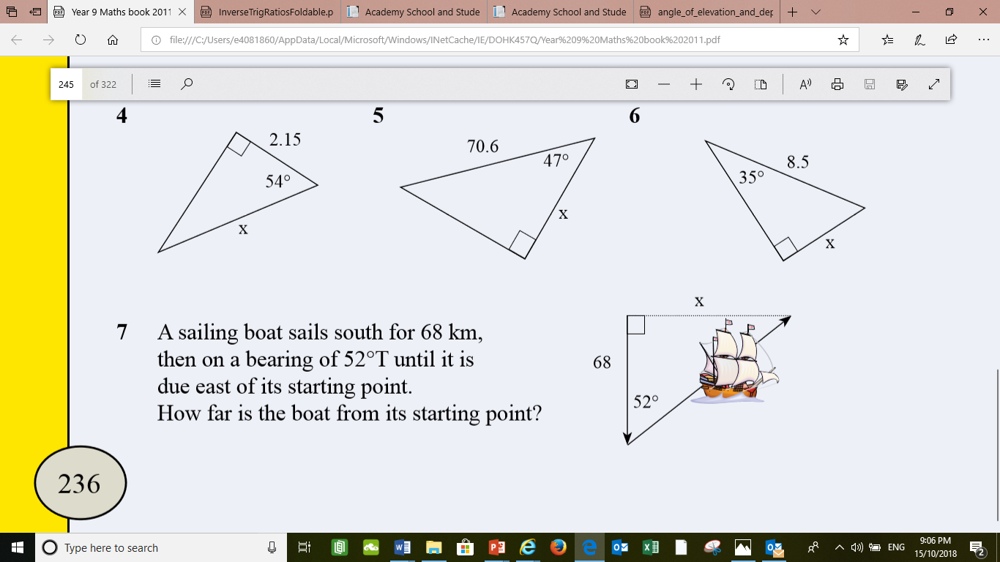 Year 9 Maths book 2011
InverseTrigRatiosFoldable.p
Academy School and Stude
Academy School and Stude
angle_of_elevation_and_dep
file:///C:/Users/e4081860/AppData/Local/Microsoft/Windows/INetCache/IE/DOHK457Q/Year%209%20Maths%20book%202011.pdf
245 of 322
4 5 6
2.15
54°
x
70.6
47°
x
8.5
35°
x
7 A sailing boat sails south for 68 km,
then on a bearing of 52°T until it is
due east of its starting point.
How far is the boat from its starting point?
x
68
52°
236
Type here to search
ENG
9:06 PM
15/10/2018
2